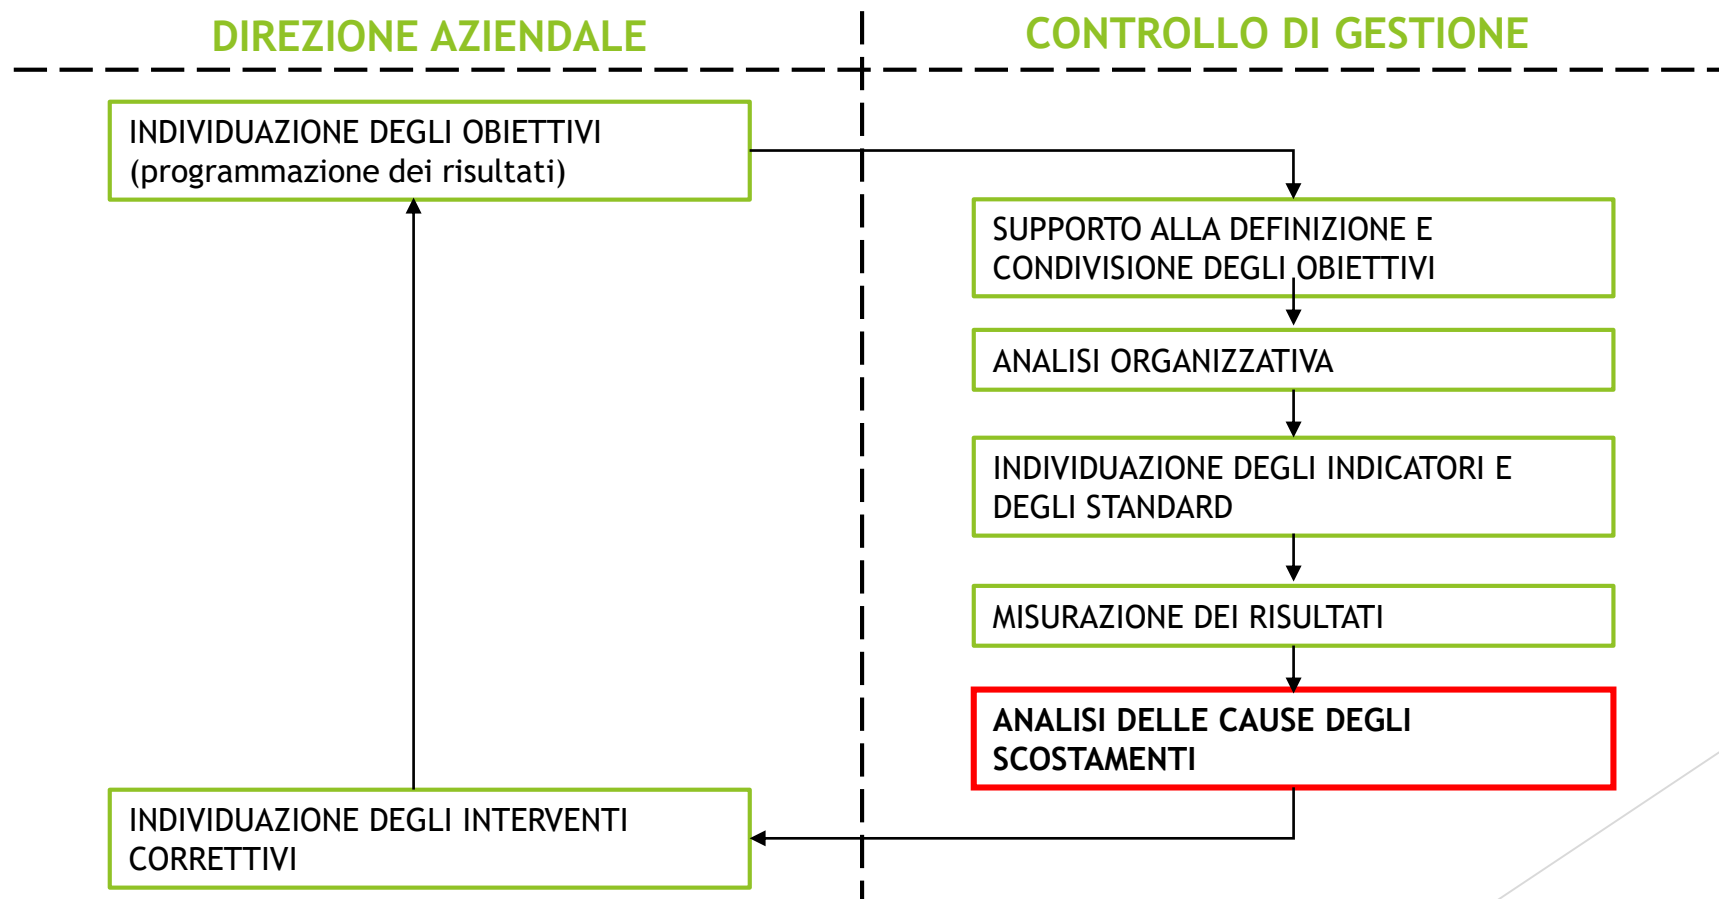 DIREZIONE AZIENDALE
CONTROLLO DI GESTIONE
INDIVIDUAZIONE DEGLI OBIETTIVI
(programmazione dei risultati)
SUPPORTO ALLA DEFINIZIONE E
CONDIVISIONE DEGLI OBIETTIVI
ANALISI ORGANIZZATIVA
INDIVIDUAZIONE DEGLI INDICATORI E
DEGLI STANDARD
MISURAZIONE DEI RISULTATI
ANALISI DELLE CAUSE DEGLI
SCOSTAMENTI
INDIVIDUAZIONE DEGLI INTERVENTI
CORRETTIVI